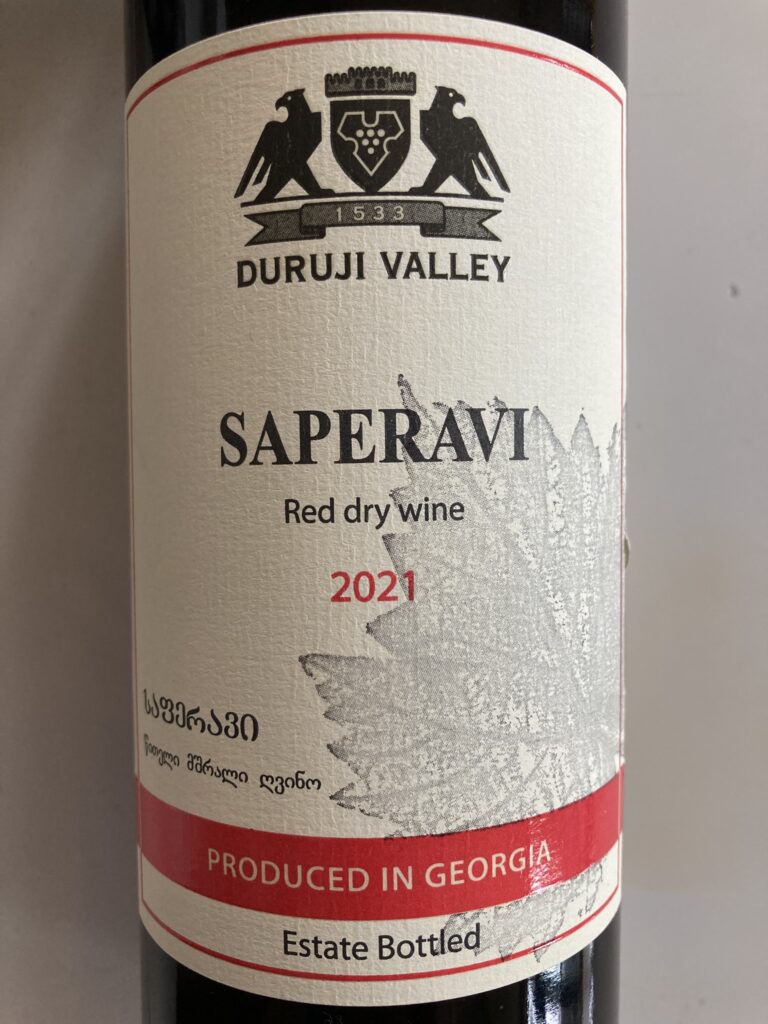 1533
DURUJI VALLEY
SAPERAVI
Red dry wine
2021
საფერავი
წითელი მშრალი ღვინო
PRODUCED IN GEORGIA
Estate Bottled